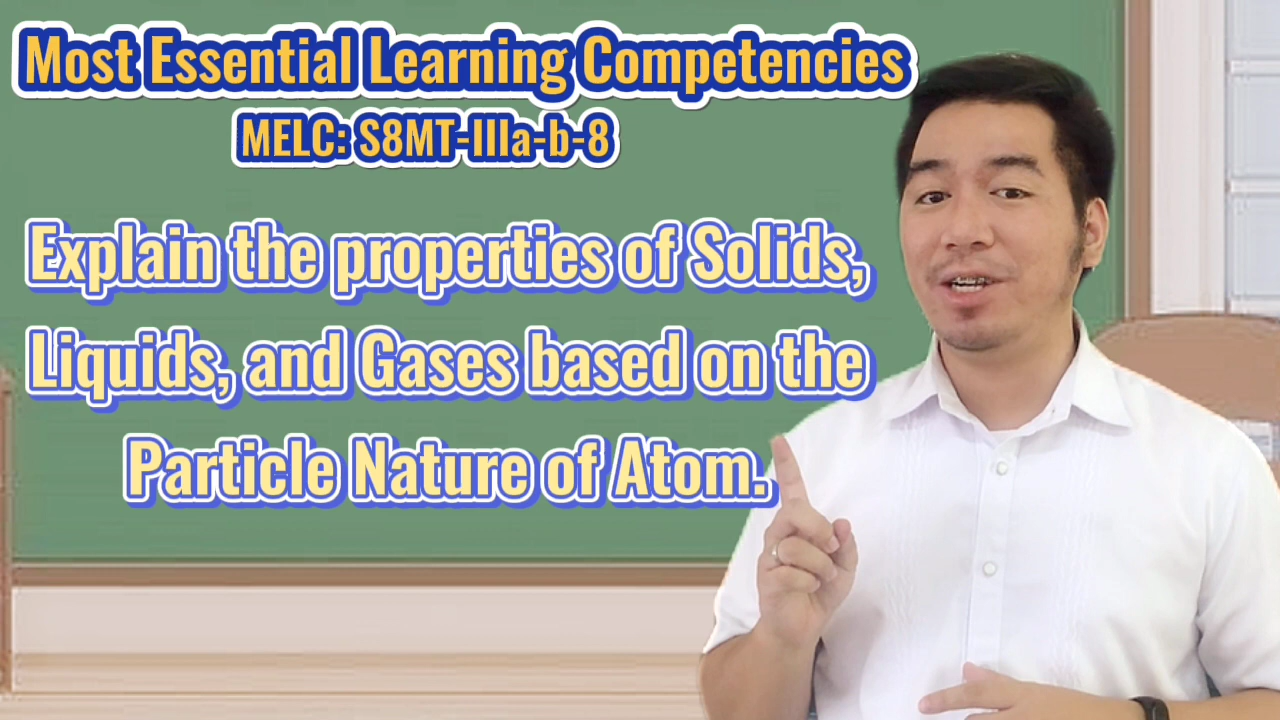 Most Essential Learning Competencies
MELC: S8MT-IIIa-b-8
Explain the properties of Solids,
Liquids, and Gases based on the
Particle Nature of Atom.